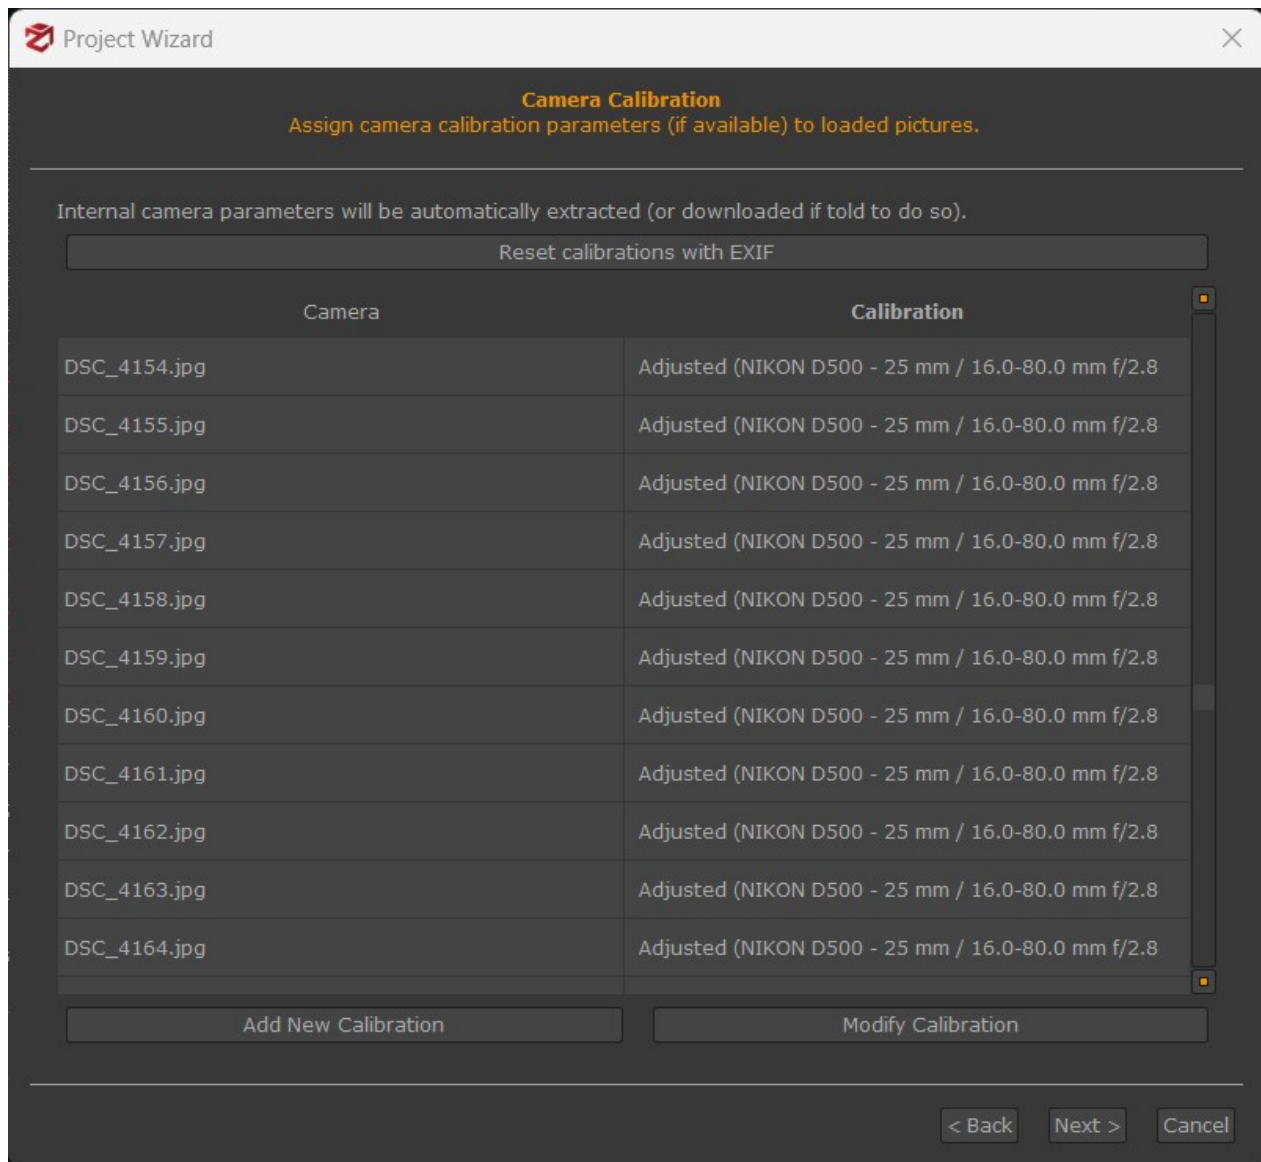 Project Wizard
Camera Calibration
Assign camera calibration parameters (if available) to loaded pictures.
Internal camera parameters will be automatically extracted (or downloaded if told to do so).
Reset calibrations with EXIF
Camera Calibration
DSC_4154.jpg Adjusted (NIKON D500 - 25 mm / 16.0-80.0 mm f/2.8
DSC_4155.jpg Adjusted (NIKON D500 - 25 mm / 16.0-80.0 mm f/2.8
DSC_4156.jpg Adjusted (NIKON D500 - 25 mm / 16.0-80.0 mm f/2.8
DSC_4157.jpg Adjusted (NIKON D500 - 25 mm / 16.0-80.0 mm f/2.8
DSC_4158.jpg Adjusted (NIKON D500 - 25 mm / 16.0-80.0 mm f/2.8
DSC_4159.jpg Adjusted (NIKON D500 - 25 mm / 16.0-80.0 mm f/2.8
DSC_4160.jpg Adjusted (NIKON D500 - 25 mm / 16.0-80.0 mm f/2.8
DSC_4161.jpg Adjusted (NIKON D500 - 25 mm / 16.0-80.0 mm f/2.8
DSC_4162.jpg Adjusted (NIKON D500 - 25 mm / 16.0-80.0 mm f/2.8
DSC_4163.jpg Adjusted (NIKON D500 - 25 mm / 16.0-80.0 mm f/2.8
DSC_4164.jpg Adjusted (NIKON D500 - 25 mm / 16.0-80.0 mm f/2.8
Add New Calibration Modify Calibration
< Back Next > Cancel